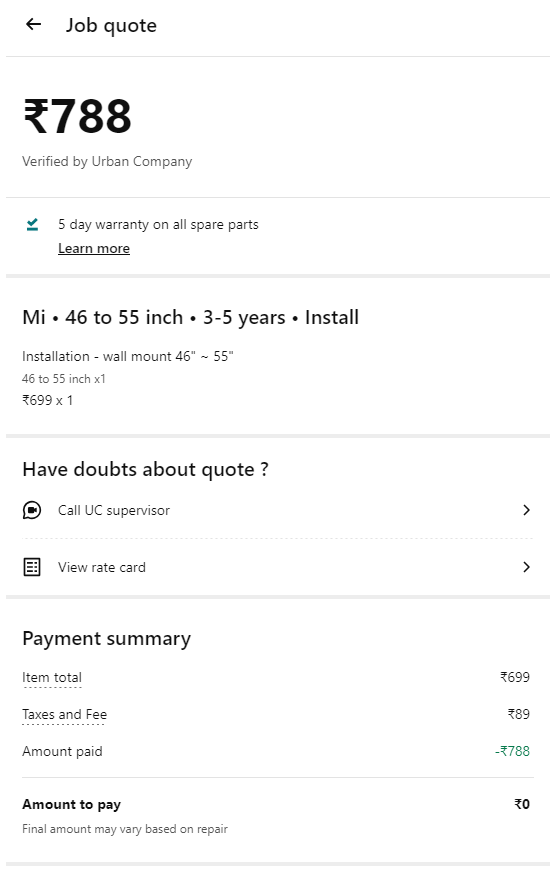 Job quote
₹788
Verified by Urban Company
5 day warranty on all spare parts
Learn more
Mi • 46 to 55 inch • 3-5 years • Install
Installation - wall mount 46" ~ 55"
46 to 55 inch x1
₹699 x 1
Have doubts about quote ?
Call UC supervisor
View rate card
Payment summary
Item total ₹699
Taxes and Fee ₹89
Amount paid -₹788
Amount to pay ₹0
Final amount may vary based on repair